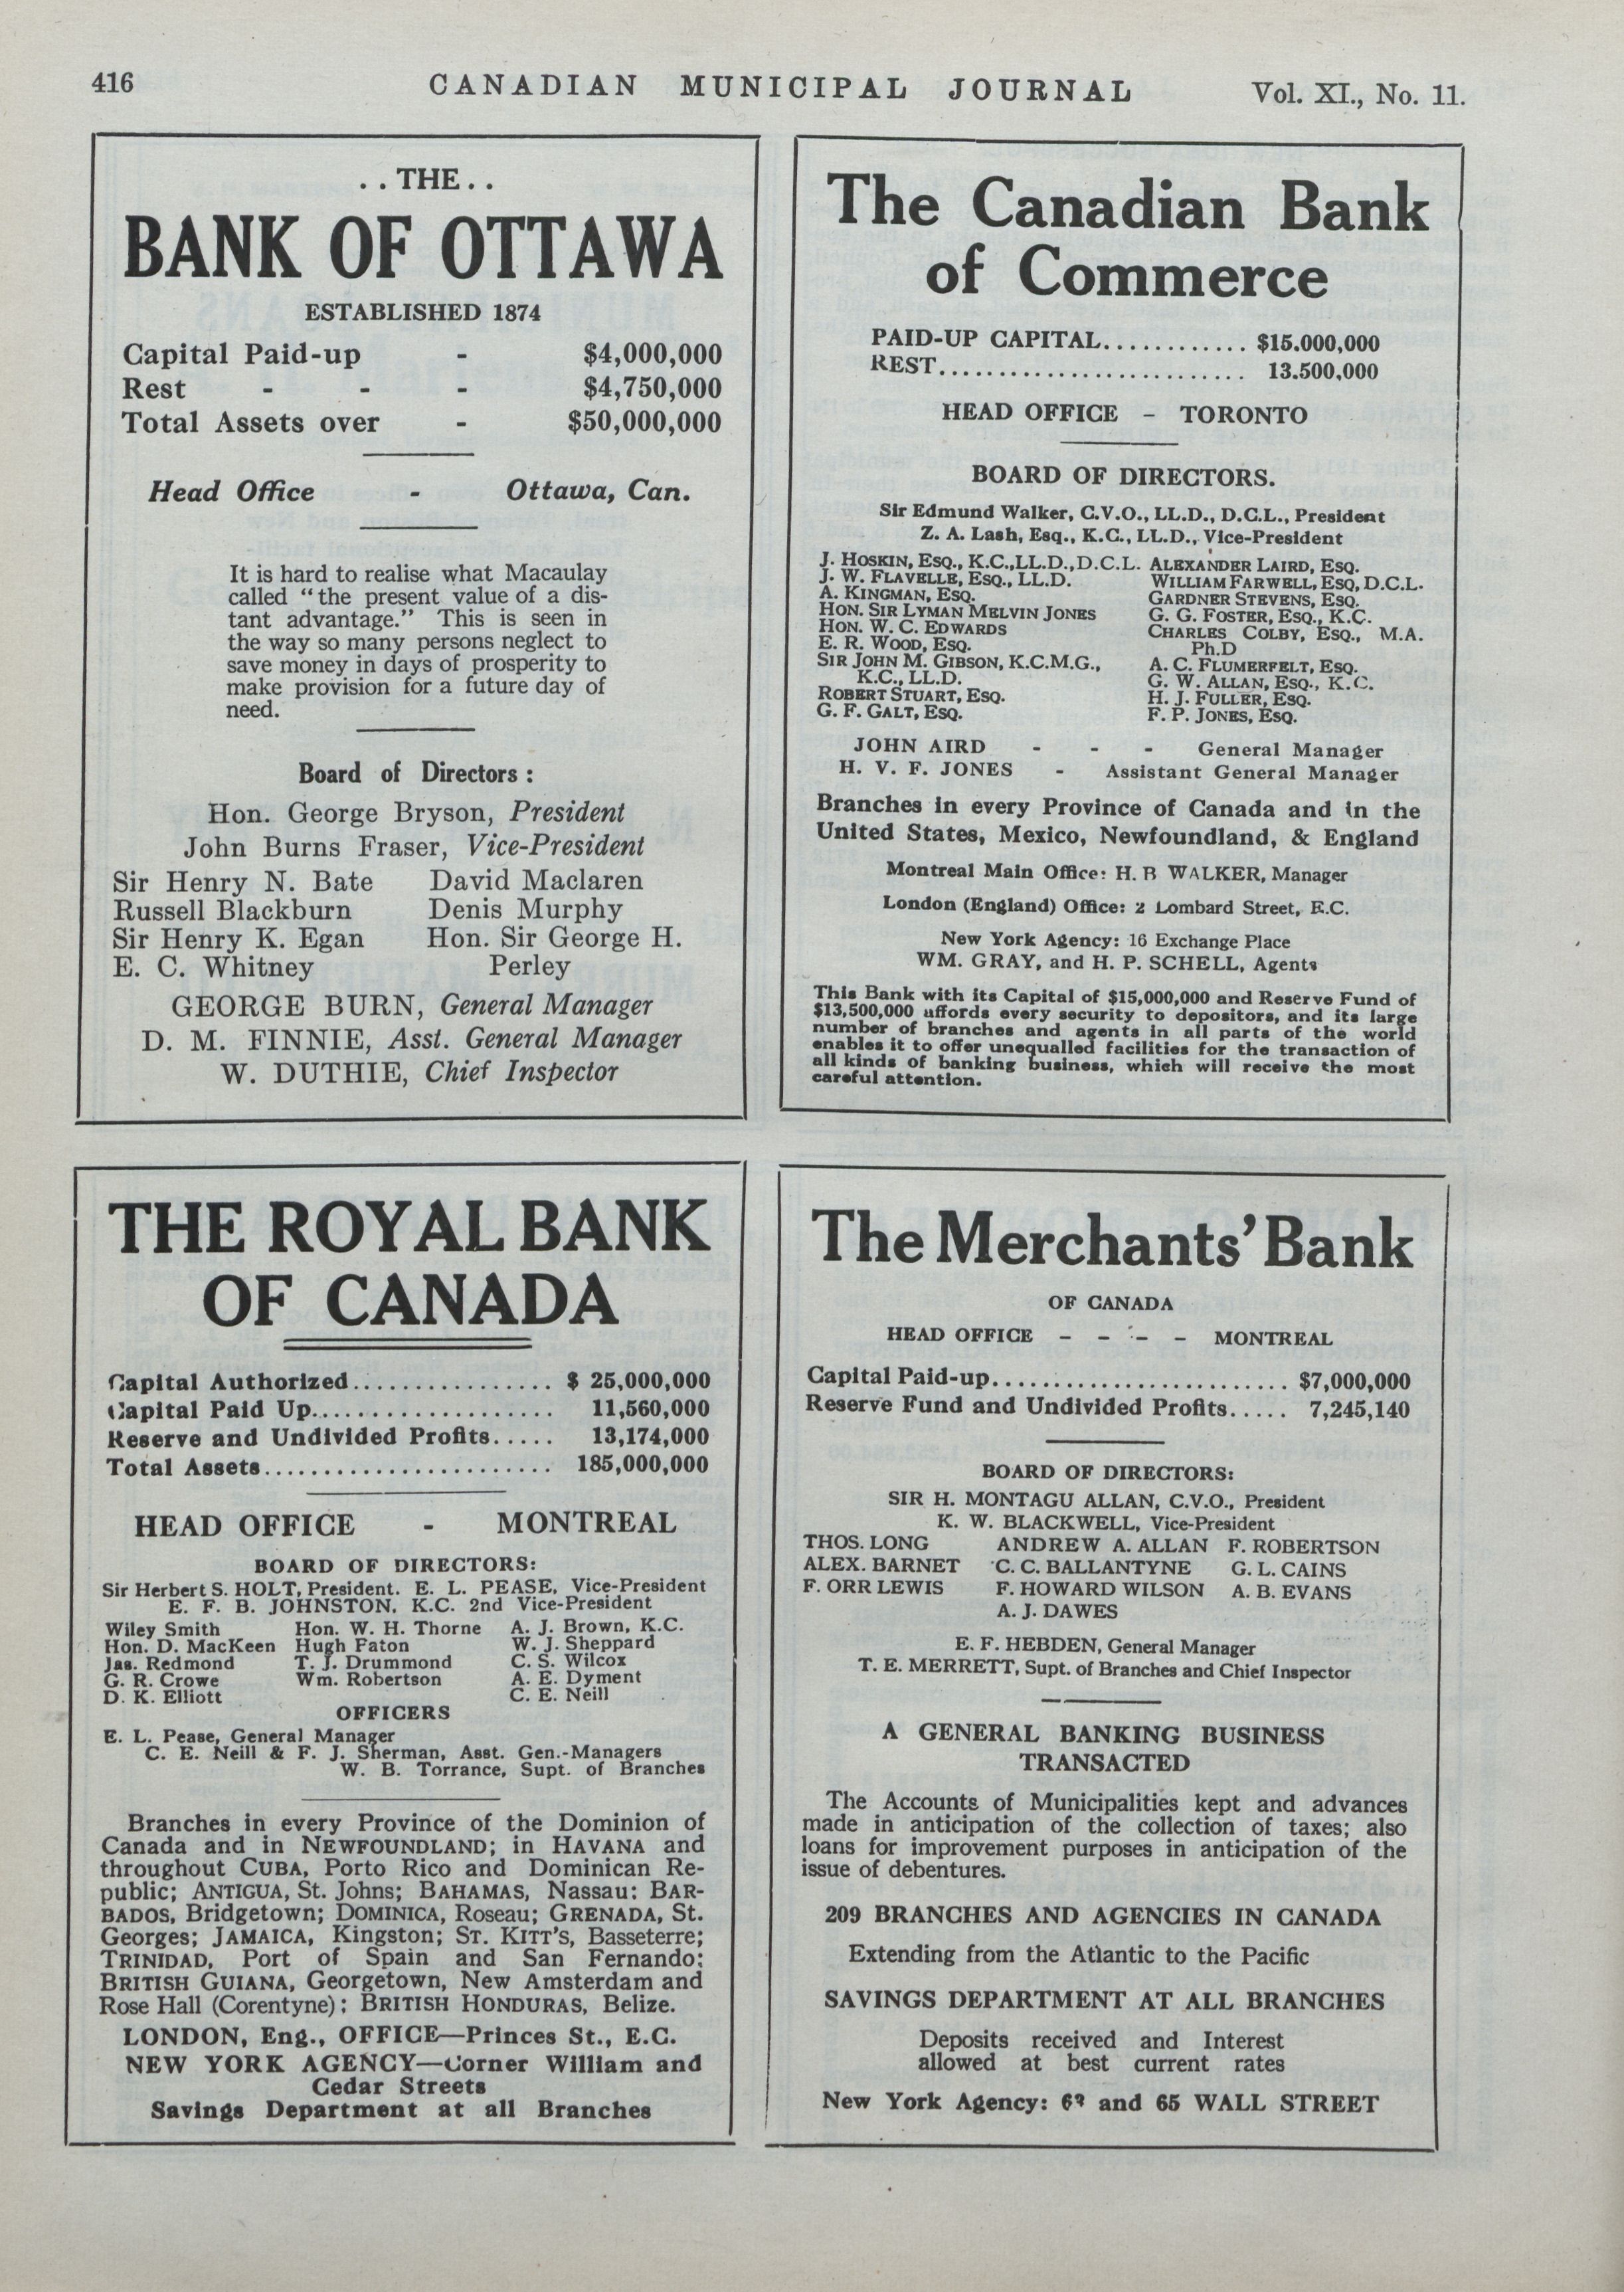 416 CANADIAN MUNICIPAL JOURNAL Vol. XI., No. 11.
. . THE . .
BANK OF OTTAWA
ESTABLISHED 1874
Capital Paid-up - $4,000,000
Rest - - - $4,750,000
Total Assets over - $50,000,000
Head Office - Ottawa, Can.
It is hard to realise what Macaulay
called "the present value of a dis-
tant advantage." This is seen in
the way so many persons neglect to
save money in days of prosperity to
make provision for a future day of
need.
Board of Directors :
Hon. George Bryson, President
John Burns Fraser, Vice-President
Sir Henry N. Bate David Maclaren
Russell Blackburn Denis Murphy
Sir Henry K. Egan Hon. Sir George H.
E. C. Whitney Perley
GEORGE BURN, General Manager
D. M. FINNIE, Asst. General Manager
W. DUTHIE, Chief Inspector
The Canadian Bank
of Commerce
PAID-UP CAPITAL............ $15.000,000
REST.......................... 13.500,000
HEAD OFFICE - TORONTO
BOARD OF DIRECTORS.
Sir Edmund Walker, C.V.O., LL.D., D.C.L., President
Z. A. Lash, Esq., K.C., LL.D., Vice-President
J. HOSKIN, ESQ., K.C.,LL.D.,D.C.L. ALEXANDER LAIRD, ESQ.
J. W. FLAVELLE, ESQ., LL.D. WILLIAM FARWELL, ESQ, D.C.L.
A. KINGMAN, ESQ. GARDNER STEVENS, ESQ.
HON. SIR LYMAN MELVIN JONES G. G. FOSTER, ESQ., K.C.
HON. W. C. EDWARDS CHARLES COLBY, ESQ., M.A.
E. R. WOOD, ESQ. Ph.D
SIR JOHN M. GIBSON, K.C.M.G., A. C. FLUMERFELT, ESQ.
K.C., LL.D. G. W. ALLAN, ESQ., K.C.
ROBERT STUART, ESQ. H. J. FULLER, ESQ.
G. F. GALT, ESQ. F. P. JONES, ESQ.
JOHN AIRD - - - General Manager
H. V. F. JONES - Assistant General Manager
Branches in every Province of Canada and in the
United States, Mexico, Newfoundland, & England
Montreal Main Office: H. B WALKER, Manager
London (England) Office: 2 Lombard Street, E.C.
New York Agency: 16 Exchange Place
WM. GRAY, and H. P. SCHELL, Agents
This Bank with its Capital of $15,000,000 and Reserve Fund of
$13,500,000 affords every security to depositors, and its large
number of branches and agents in all parts of the world
enables it to offer unequalled facilities for the transaction of
all kinds of banking business, which will receive the most
careful attention.
THE ROYAL BANK
OF CANADA
Capital Authorized................ $ 25,000,000
Capital Paid Up.................... 11,560,000
Reserve and Undivided Profits..... 13,174,000
Total Assets....................... 185,000,000
HEAD OFFICE - MONTREAL
BOARD OF DIRECTORS:
Sir Herbert S. HOLT, President. E. L. PEASE, Vice-President
E. F. B. JOHNSTON, K.C. 2nd Vice-President
Wiley Smith Hon. W. H. Thorne A. J. Brown, K.C.
Hon. D. MacKeen Hugh Paton W. J. Sheppard
Jas. Redmond T. J. Drummond C. S. Wilcox
G. R. Crowe Wm. Robertson A. E. Dyment
D. K. Elliott C. E. Neill
OFFICERS
E. L. Pease, General Manager
C. E. Neill & F. J. Sherman, Asst. Gen.-Managers
W. B. Torrance, Supt. of Branches
Branches in every Province of the Dominion of
Canada and in NEWFOUNDLAND; in HAVANA and
throughout CUBA, Porto Rico and Dominican Re-
public; ANTIGUA, St. Johns; BAHAMAS, Nassau; BAR-
BADOS, Bridgetown; DOMINICA, Roseau; GRENADA, St.
Georges; JAMAICA, Kingston; ST. KITT'S, Basseterre;
TRINIDAD, Port of Spain and San Fernando;
BRITISH GUIANA, Georgetown, New Amsterdam and
Rose Hall (Corentyne); BRITISH HONDURAS, Belize.
LONDON, Eng., OFFICE—Princes St., E.C.
NEW YORK AGENCY—Corner William and
Cedar Streets
Savings Department at all Branches
The Merchants' Bank
OF CANADA
HEAD OFFICE - - - - MONTREAL
Capital Paid-up......................... $7,000,000
Reserve Fund and Undivided Profits..... 7,245,140
BOARD OF DIRECTORS:
SIR H. MONTAGU ALLAN, C.V.O., President
K. W. BLACKWELL, Vice-President
THOS. LONG ANDREW A. ALLAN F. ROBERTSON
ALEX. BARNET C. C. BALLANTYNE G. L. CAINS
F. ORR LEWIS F. HOWARD WILSON A. B. EVANS
A. J. DAWES
E. F. HEBDEN, General Manager
T. E. MERRETT, Supt. of Branches and Chief Inspector
A GENERAL BANKING BUSINESS
TRANSACTED
The Accounts of Municipalities kept and advances
made in anticipation of the collection of taxes; also
loans for improvement purposes in anticipation of the
issue of debentures.
209 BRANCHES AND AGENCIES IN CANADA
Extending from the Atlantic to the Pacific
SAVINGS DEPARTMENT AT ALL BRANCHES
Deposits received and Interest
allowed at best current rates
New York Agency: 63 and 65 WALL STREET